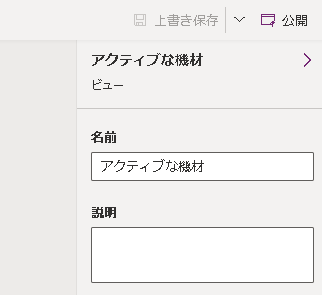 上書き保存 公開
アクティブな機材
ビュー
名前
アクティブな機材
説明